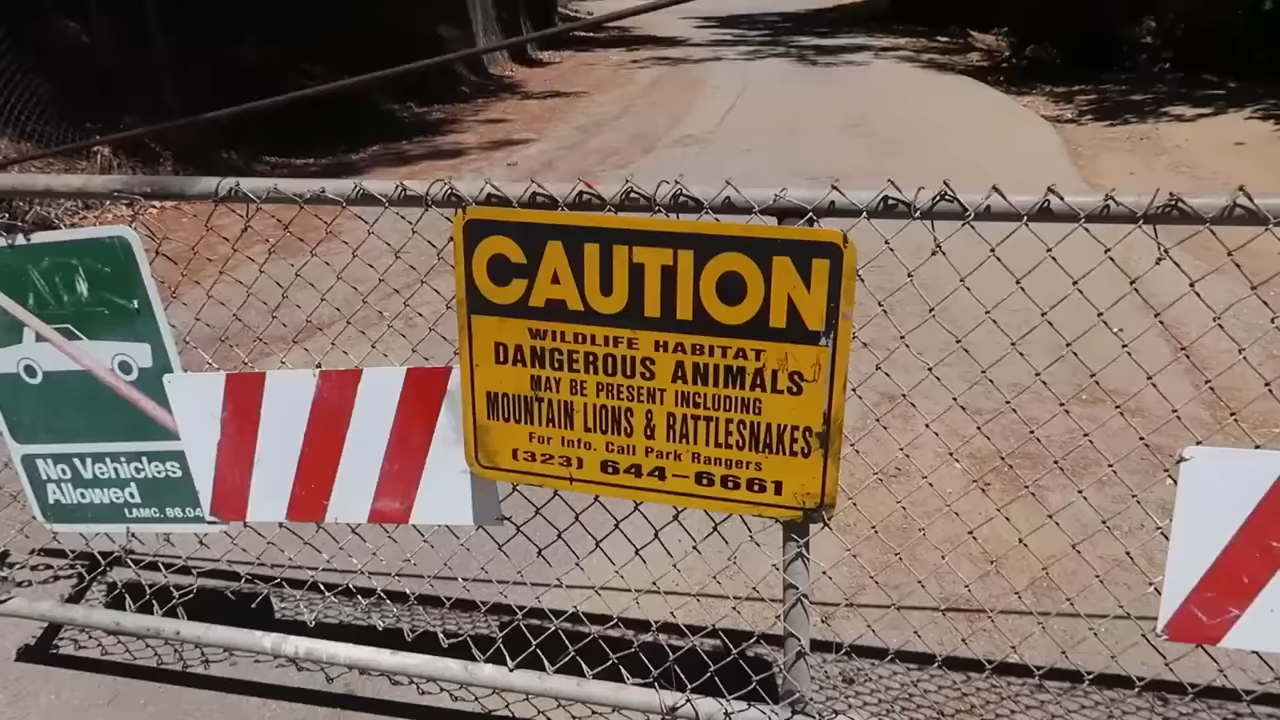 CAUTION
WILDLIFE HABITAT
DANGEROUS ANIMALS
MAY BE PRESENT INCLUDING
MOUNTAIN LIONS & RATTLESNAKES
For Info. Call Park Rangers
(323) 644-6661
No Vehicles
Allowed
LAMC. 86.04